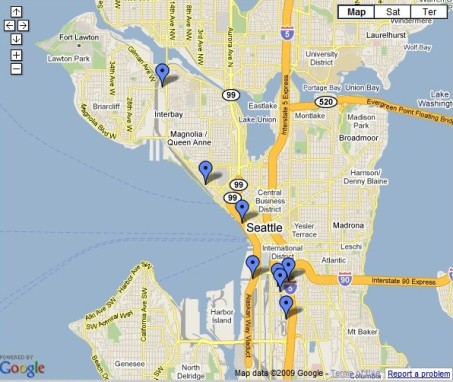 Map Sat Ter
Laurelhurst
Fort Lawton
Lawton Park
34th Ave W
28th Ave W
Gilman Ave W
14th Ave NW
3rd Ave NW
Aurora Ave N
5
University
District
Wolf Bay
Briarcliff
Magnolia Blvd W
Interbay
99
Portage Bay
Union Bay
Eastlake
520
Lake
Washington
Lake Union
Montlake
Evergreen Point Floating Bridge
Interstate 5 Express
Madison
Park
Magnolia /
Queen Anne
Broadmoor
99
99
Central
Business
District
Harrison/
Denny Blaine
Seattle
Yesler
Terrace
Madrona
International
District
Leschi
Atlantic
5
90
Interstate 90 Express
Harbor Ave SW
Alki Ave SW
SW Admiral Way
California Ave SW
Harbor
Island
Alaskan Way Viaduct
Mt Baker
Genesee
North
Delridge
Columbia
POWERED BY
Google
Map data ©2009 Google - Terms of Use
Report a problem